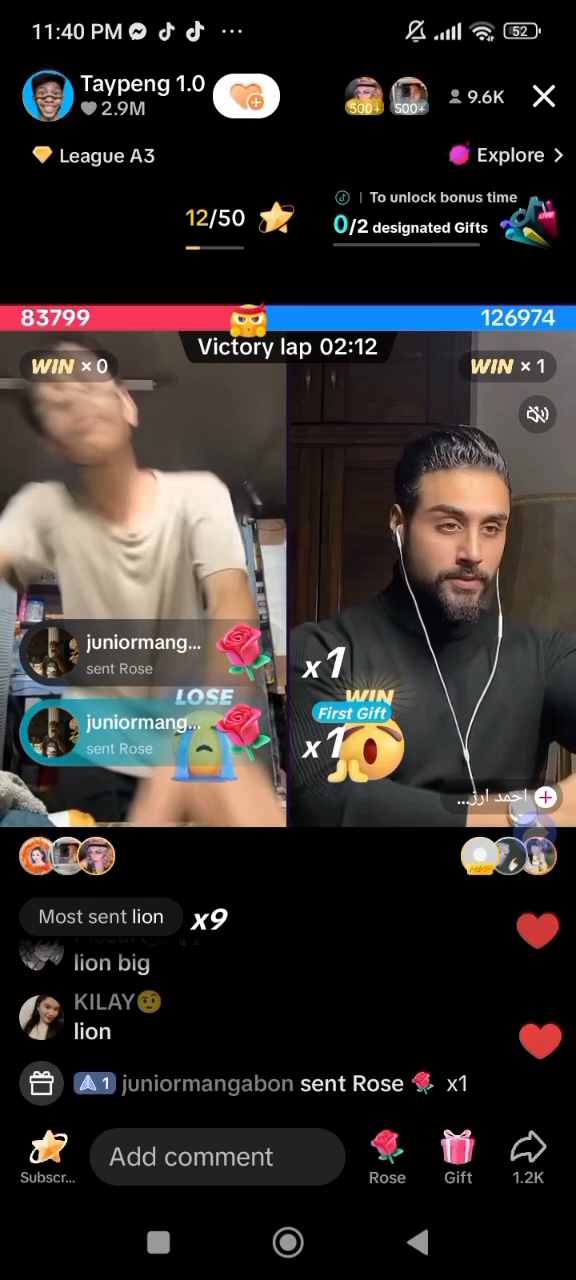 11:40 PM ... 52
Taypeng 1.0
2.9M
500+ 500+ 9.6K
League A3
Explore
12/50
To unlock bonus time
0/2 designated Gifts
LIVE
83799
126974
Victory lap 02:12
WIN × 0
WIN × 1
juniormang...
sent Rose
x1
LOSE
WIN
First Gift
juniormang...
sent Rose
x1
احمد ارز...
Most sent lion x9
lion big
KILAY
lion
1 juniormangabon sent Rose x1
Subscr...
Add comment
Rose
Gift
1.2K